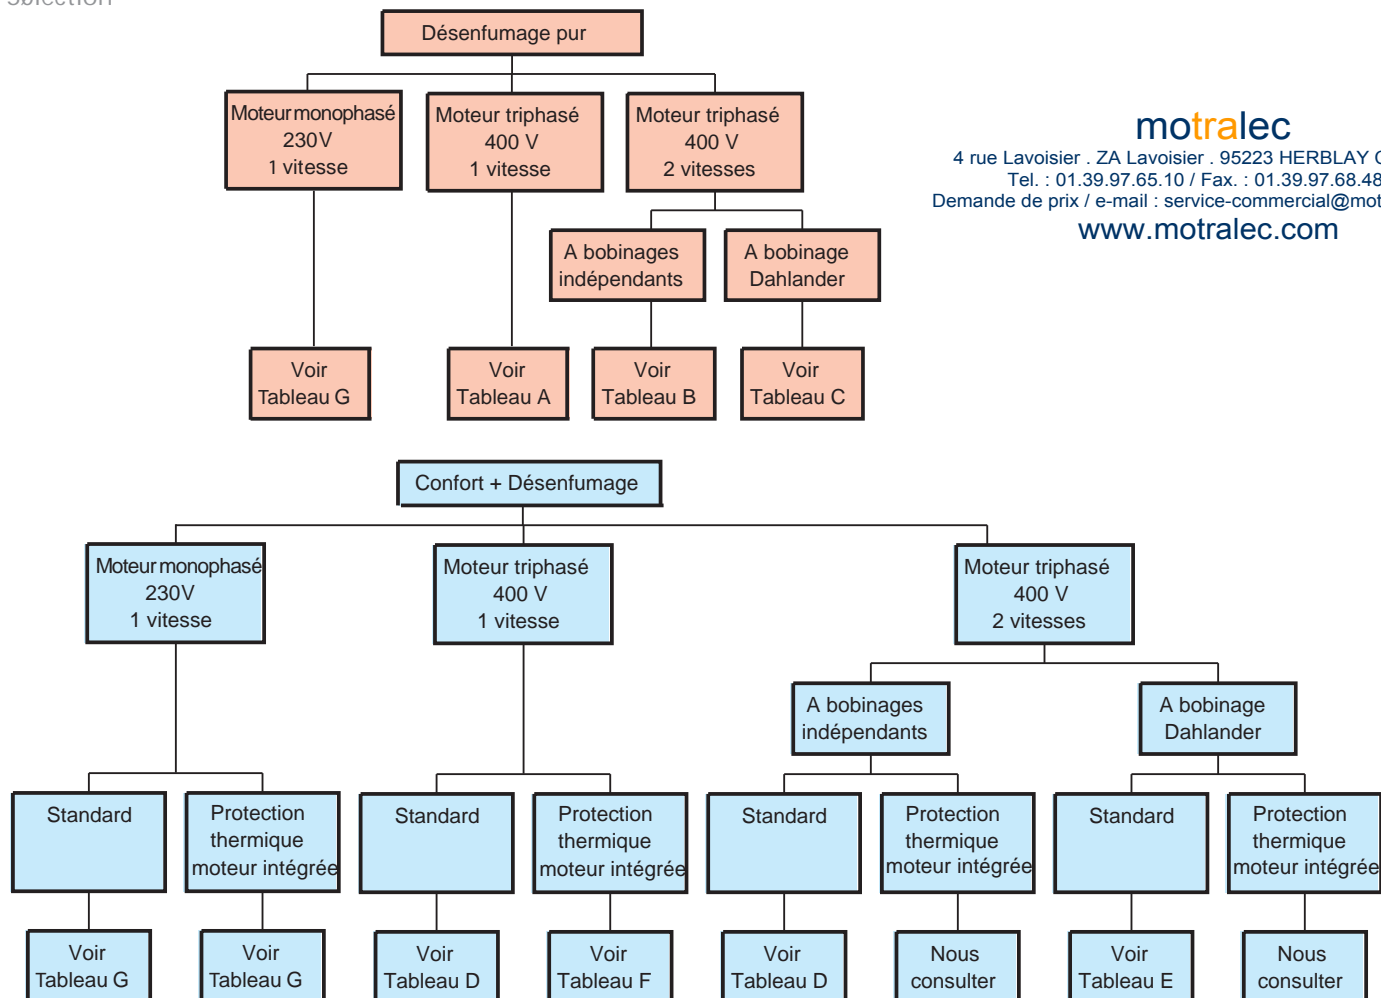 Désenfumage pur
Moteur monophasé
230V
1 vitesse
Moteur triphasé
400 V
1 vitesse
Moteur triphasé
400 V
2 vitesses
motralec
4 rue Lavoisier . ZA Lavoisier . 95223 HERBLAY
Tel. : 01.39.97.65.10 / Fax. : 01.39.97.68.48
Demande de prix / e-mail : service-commercial@mot
www.motralec.com
A bobinages
indépendants
A bobinage
Dahlander
Voir
Tableau G
Voir
Tableau A
Voir
Tableau B
Voir
Tableau C
Confort + Désenfumage
Moteur monophasé
230V
1 vitesse
Moteur triphasé
400 V
1 vitesse
Moteur triphasé
400 V
2 vitesses
A bobinages
indépendants
A bobinage
Dahlander
Standard
Protection
thermique
moteur intégrée
Standard
Protection
thermique
moteur intégrée
Standard
Protection
thermique
moteur intégrée
Standard
Protection
thermique
moteur intégrée
Voir
Tableau G
Voir
Tableau G
Voir
Tableau D
Voir
Tableau F
Voir
Tableau D
Nous
consulter
Voir
Tableau E
Nous
consulter